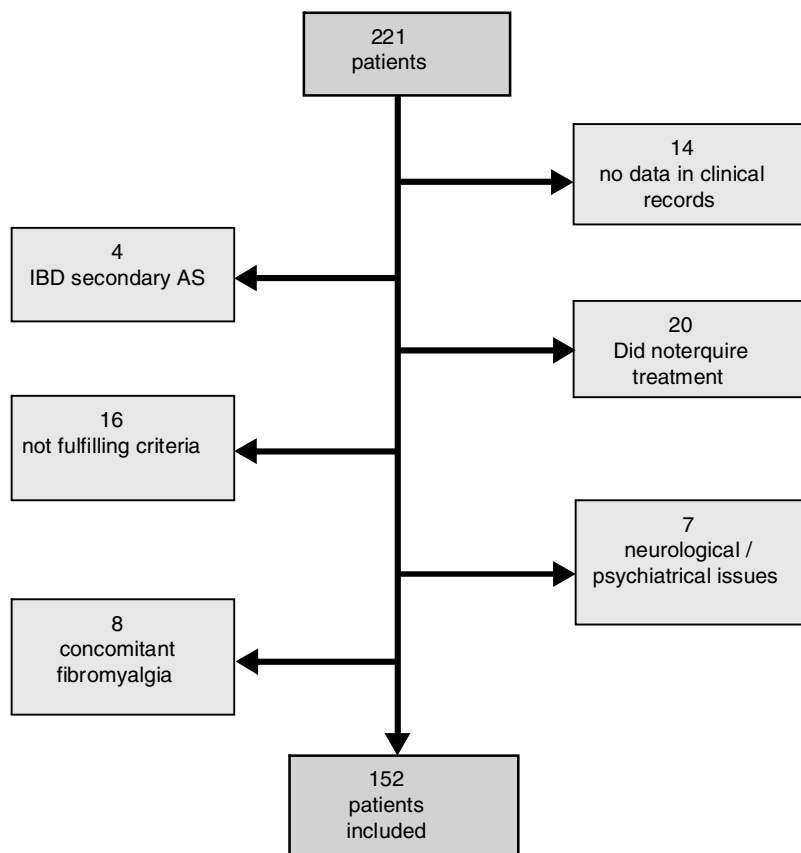 221
patients
14
no data in clinical
records
4
IBD secondary AS
20
Did noterquire
treatment
16
not fulfilling criteria
7
neurological /
psychiatrical issues
8
concomitant
fibromyalgia
152
patients
included